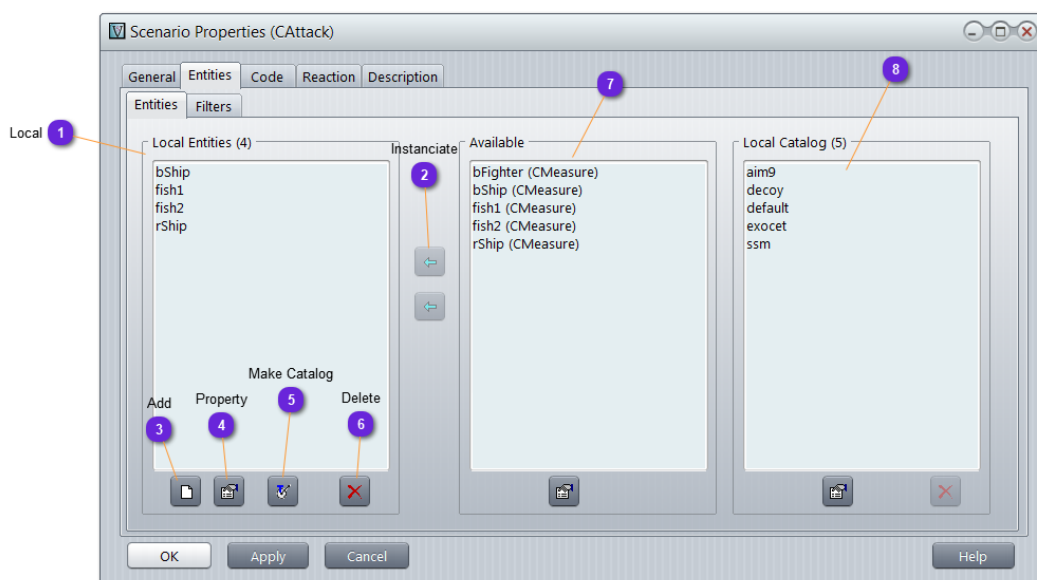 Scenario Properties (CAttack)
General Entities Code Reaction Description
Entities Filters
Local 1
Local Entities (4)
bShip
fish1
fish2
rShip
Instanciate
2
7
Available
bFighter (CMeasure)
bShip (CMeasure)
fish1 (CMeasure)
fish2 (CMeasure)
rShip (CMeasure)
8
Local Catalog (5)
aim9
decoy
default
exocet
ssm
Add
3
Property
4
Make Catalog
5
Delete
6
OK Apply Cancel Help